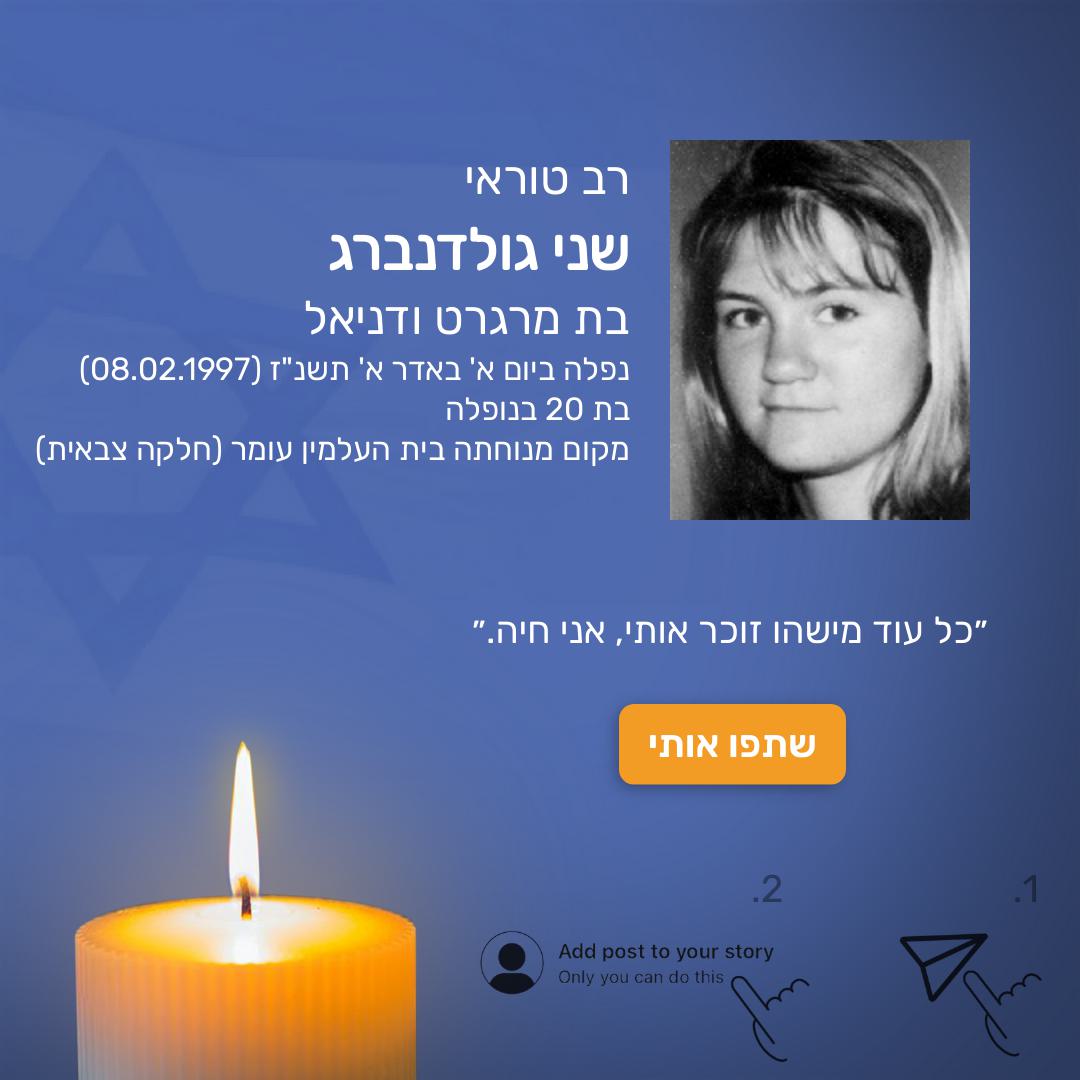 רב טוראי
שני גולדנברג
בת מרגרט ודניאל
נפלה ביום א' באדר א' תשנ"ז (08.02.1997)
בת 20 בנופלה
מקום מנוחתה בית העלמין עומר (חלקה צבאית)
״כל עוד מישהו זוכר אותי, אני חיה.״
שתפו אותי
.1
.2
Add post to your story
Only you can do this